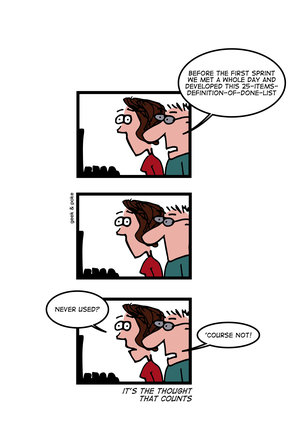 BEFORE THE FIRST SPRINT
WE MET A WHOLE DAY AND
DEVELOPED THIS 25-ITEMS-
DEFINITION-OF-DONE-LIST
geek & poke
NEVER USED?
'COURSE NOT!
IT'S THE THOUGHT
THAT COUNTS